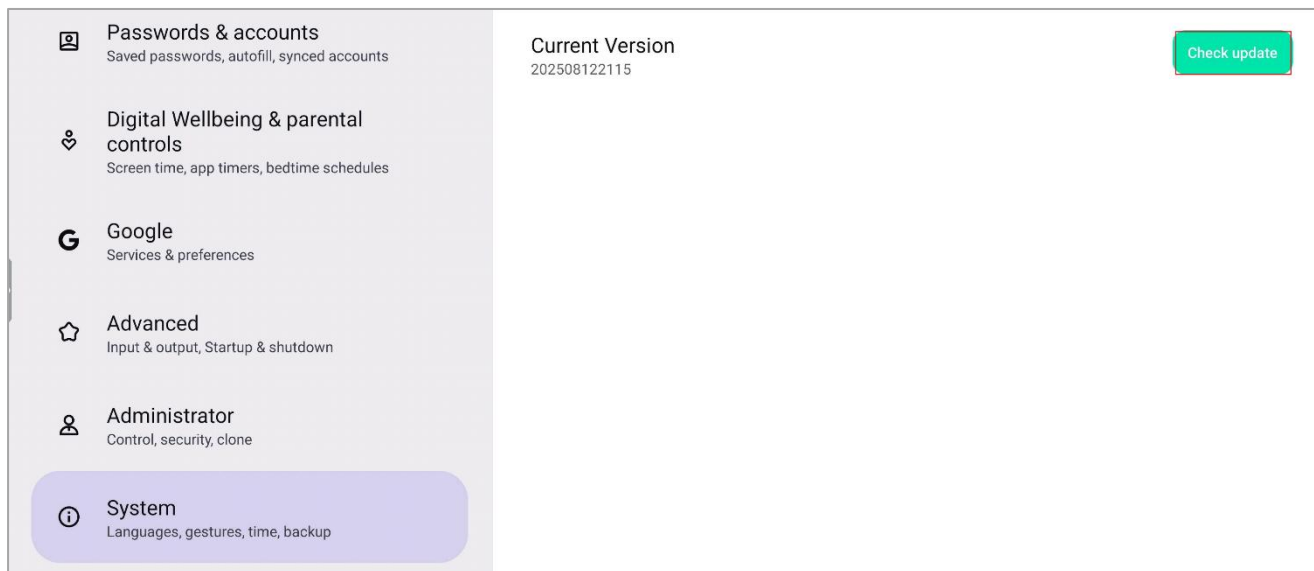 Passwords & accounts
Saved passwords, autofill, synced accounts
Digital Wellbeing & parental
controls
Screen time, app timers, bedtime schedules
Google
Services & preferences
Advanced
Input & output, Startup & shutdown
Administrator
Control, security, clone
System
Languages, gestures, time, backup
Current Version
202508122115
Check update